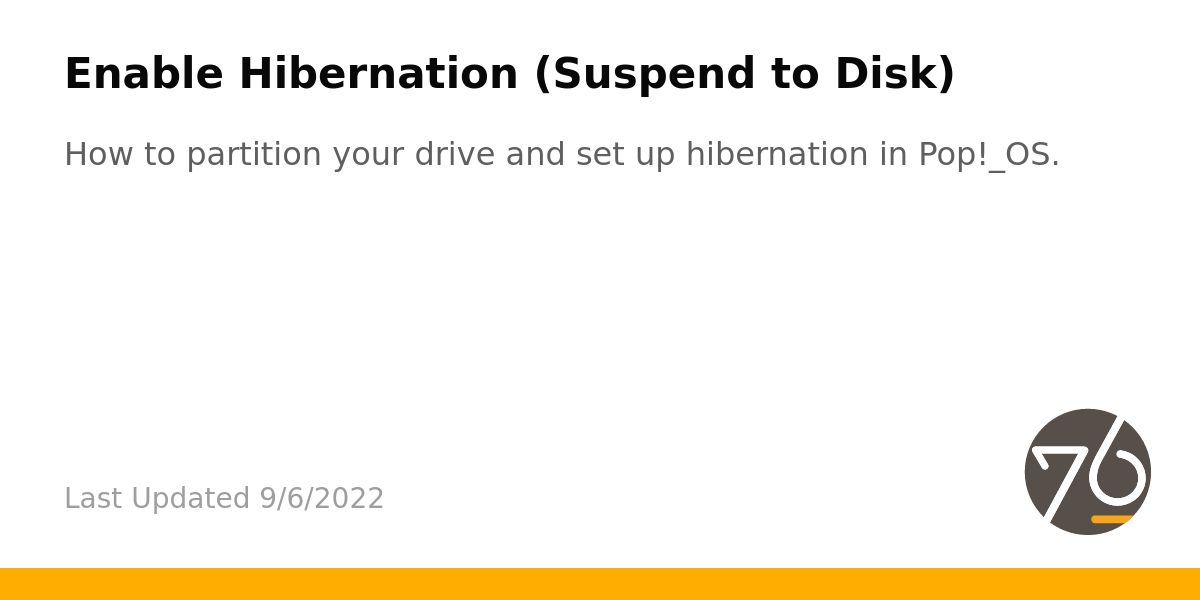 Enable Hibernation (Suspend to Disk)
How to partition your drive and set up hibernation in Pop!_OS.
Last Updated 9/6/2022
76